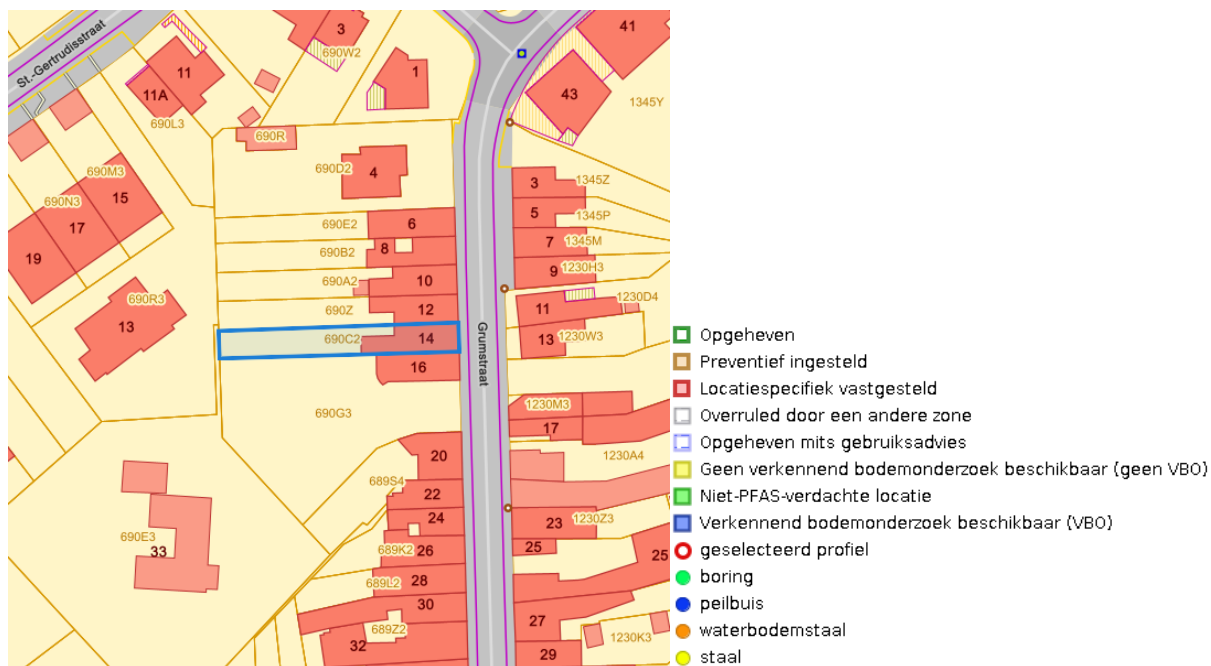 St.-Gertrudisstraat
3
690W2
41
11
1
11A
43
1345Y
690L3
690R
690M3
690D2
4
3
1345Z
15
690N3
5
1345P
690E2
6
17
7
1345M
690B2
8
19
9
1230H3
690A2
10
690R3
690Z
12
11
1230D4
13
690C2
14
13
1230W3
Grumstraat
16
690G3
1230M3
17
20
1230A4
689S4
22
24
23
1230Z3
690E3
33
689K2
26
25
25
689L2
28
30
27
689Z2
32
1230K3
29
Opgeheven
Preventief ingesteld
Locatiespecifiek vastgesteld
Overruled door een andere zone
Opgeheven mits gebruiksadvies
Geen verkennend bodemonderzoek beschikbaar (geen VBO)
Niet-PFAS-verdachte locatie
Verkennend bodemonderzoek beschikbaar (VBO)
geselecteerd profiel
boring
peilbuis
waterbodemstaal
staal